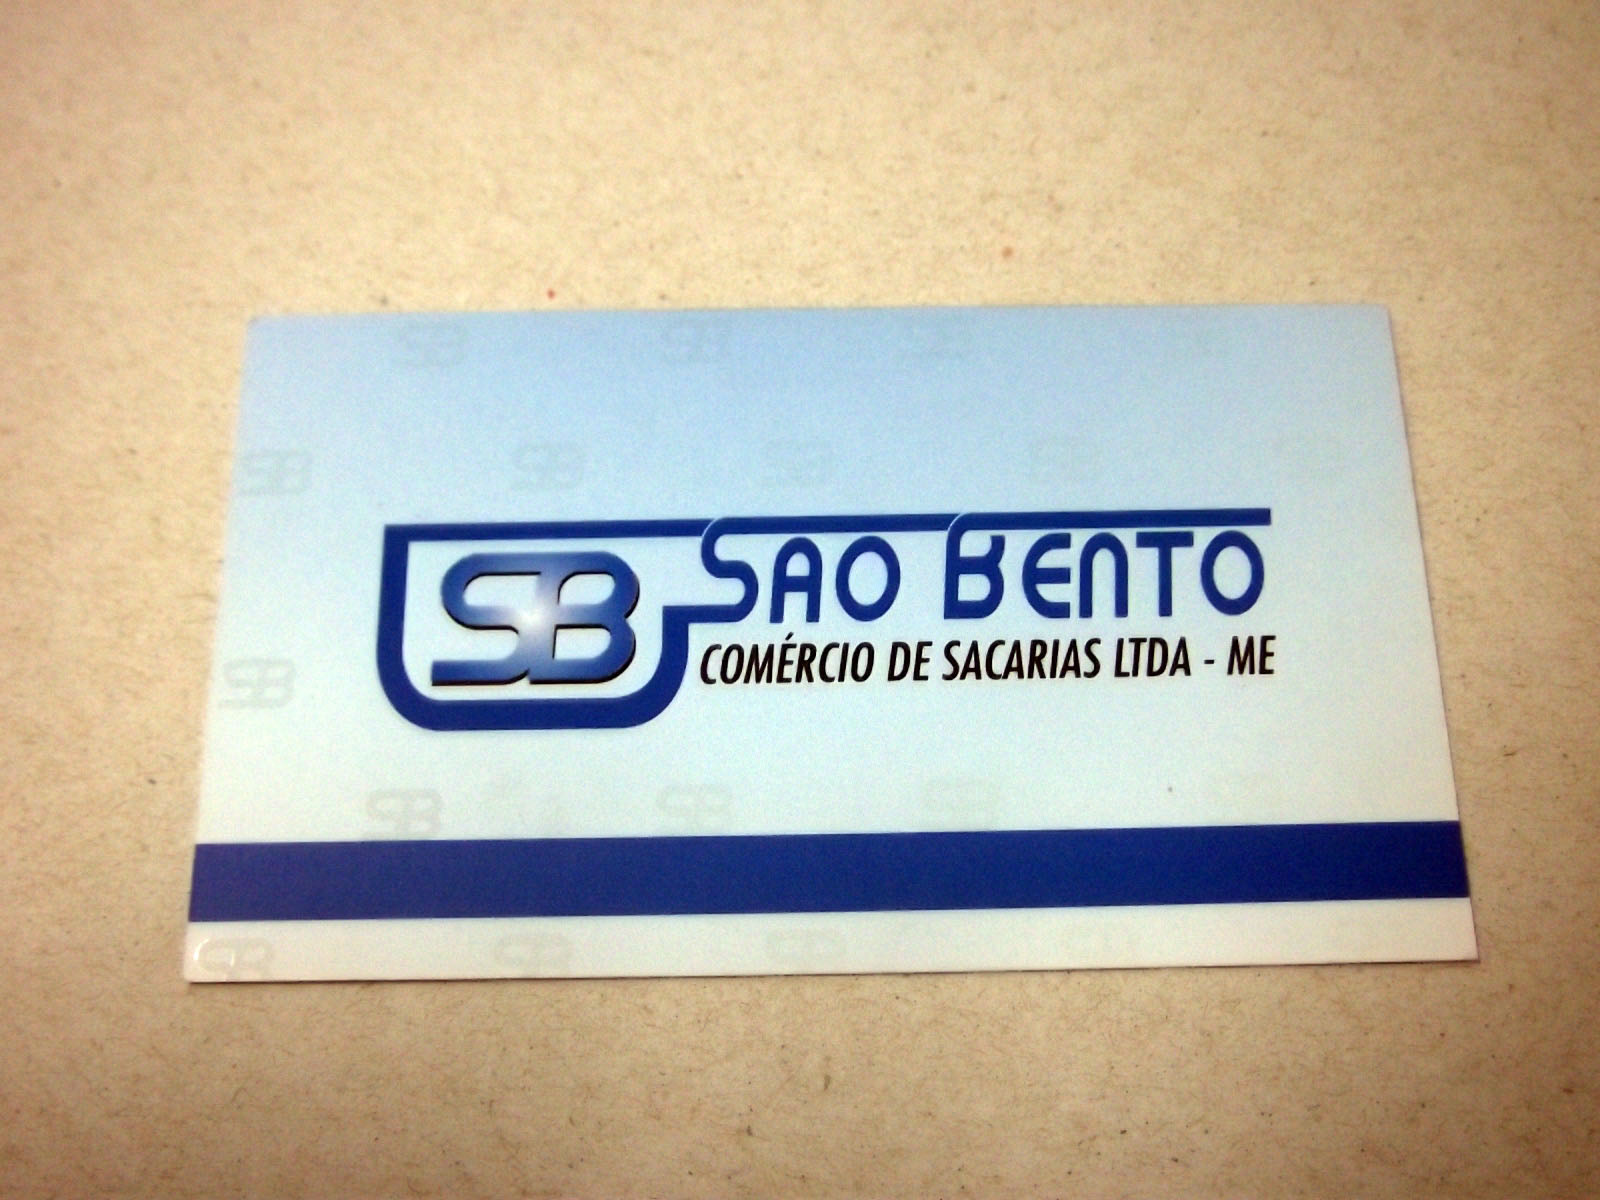 SB
SAO BENTO
COMÉRCIO DE SACARIAS LTDA - ME